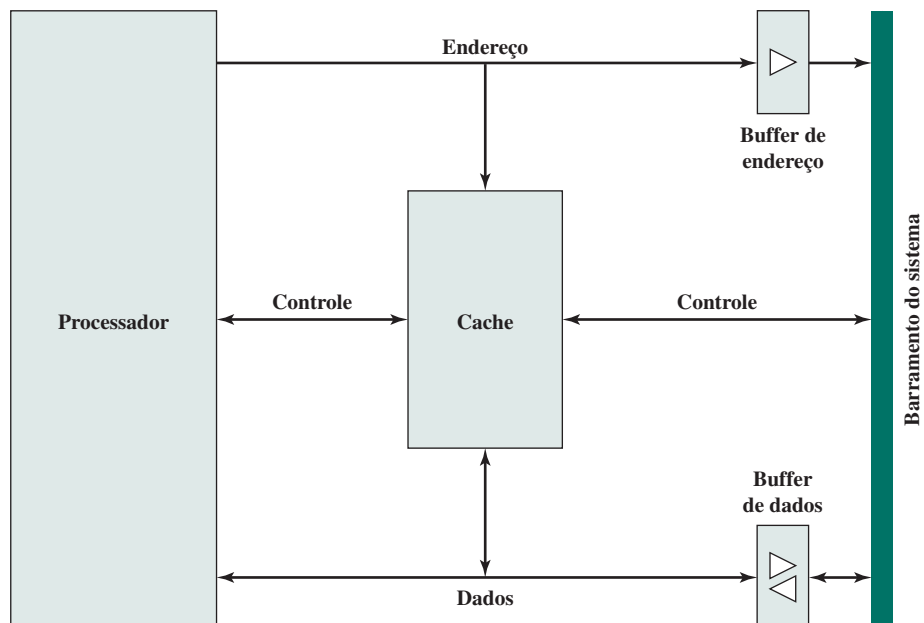 Endereço
Buffer de
endereço
Processador
Controle
Cache
Controle
Barramento do sistema
Buffer
de dados
Dados